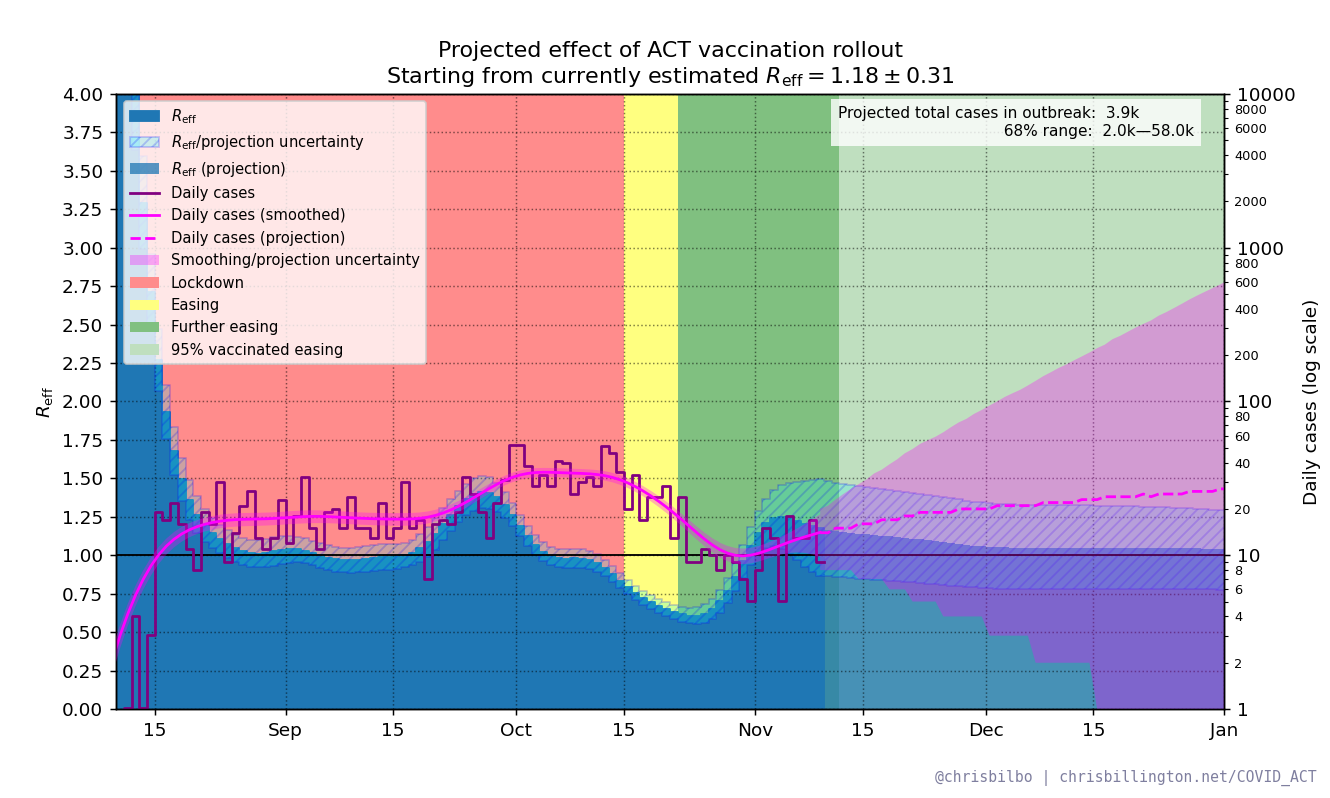 Projected effect of ACT vaccination rollout
Starting from currently estimated Reff = 1.18 ± 0.31
Projected total cases in outbreak: 3.9k
68% range: 2.0k—58.0k
Reff
Reff/projection uncertainty
Reff (projection)
Daily cases
Daily cases (smoothed)
Daily cases (projection)
Smoothing/projection uncertainty
Lockdown
Easing
Further easing
95% vaccinated easing
4.00
3.75
3.50
3.25
3.00
2.75
2.50
2.25
2.00
1.75
1.50
1.25
1.00
0.75
0.50
0.25
0.00
Reff
10000
8000
6000
4000
2000
1000
800
600
400
200
100
80
60
40
20
10
8
6
4
2
1
Daily cases (log scale)
15 Sep 15 Oct 15 Nov 15 Dec 15 Jan
@chrisbilbo | chrisbillington.net/COVID_ACT